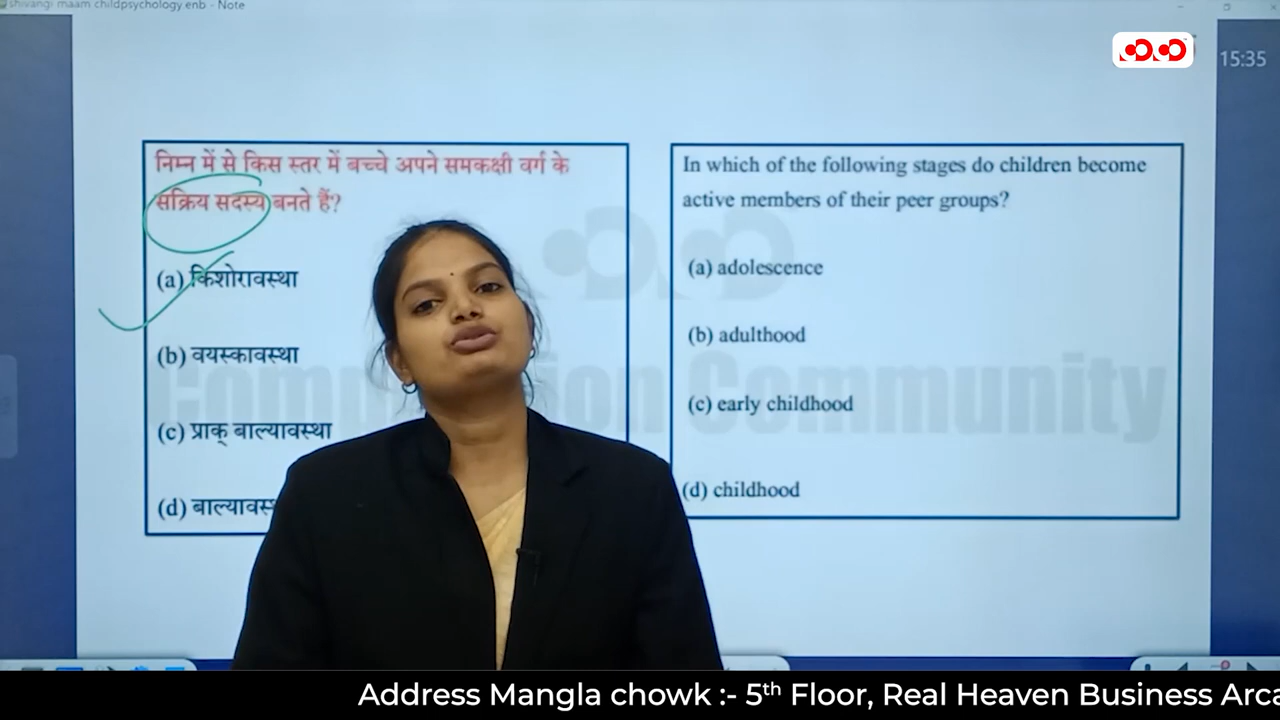 shivangi maam childpsychology enb - Note
15:35
निम्न में से किस स्तर में बच्चे अपने समकक्षी वर्ग के
सक्रिय सदस्य बनते हैं?
(a) किशोरावस्था
(b) वयस्कावस्था
(c) प्राक् बाल्यावस्था
(d) बाल्यावस्
In which of the following stages do children become
active members of their peer groups?
(a) adolescence
(b) adulthood
(c) early childhood
(d) childhood
Community
Address Mangla chowk :- 5th Floor, Real Heaven Business Arca